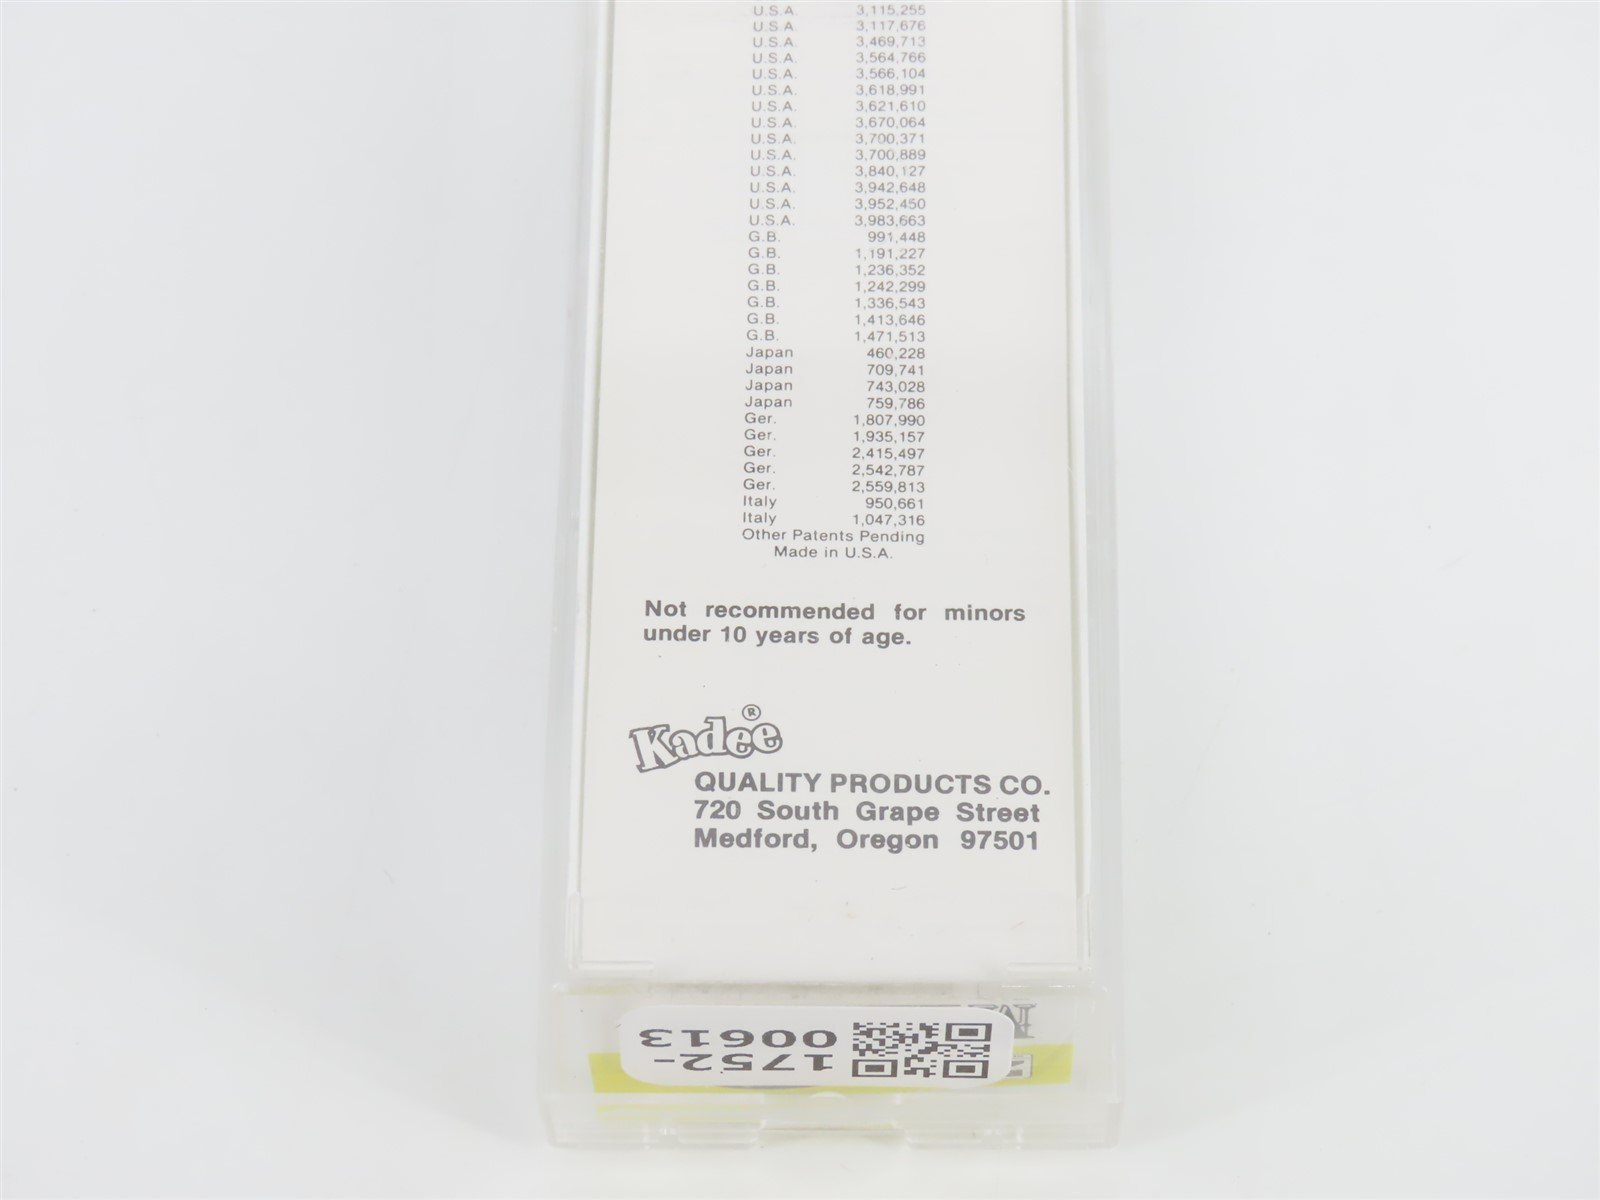 U.S.A. 3,115,255
U.S.A. 3,117,676
U.S.A. 3,469,713
U.S.A. 3,564,766
U.S.A. 3,566,104
U.S.A. 3,618,991
U.S.A. 3,621,610
U.S.A. 3,670,064
U.S.A. 3,700,371
U.S.A. 3,700,889
U.S.A. 3,840,127
U.S.A. 3,942,648
U.S.A. 3,952,450
U.S.A. 3,983,663
G.B. 991,448
G.B. 1,191,227
G.B. 1,236,352
G.B. 1,242,299
G.B. 1,336,543
G.B. 1,413,646
G.B. 1,471,513
Japan 460,228
Japan 709,741
Japan 743,028
Japan 759,786
Ger. 1,807,990
Ger. 1,935,157
Ger. 2,415,497
Ger. 2,542,787
Ger. 2,559,813
Italy 950,661
Italy 1,047,316
Other Patents Pending
Made in U.S.A.
Not recommended for minors
under 10 years of age.
Kadee®
QUALITY PRODUCTS CO.
720 South Grape Street
Medford, Oregon 97501
1752-
00613